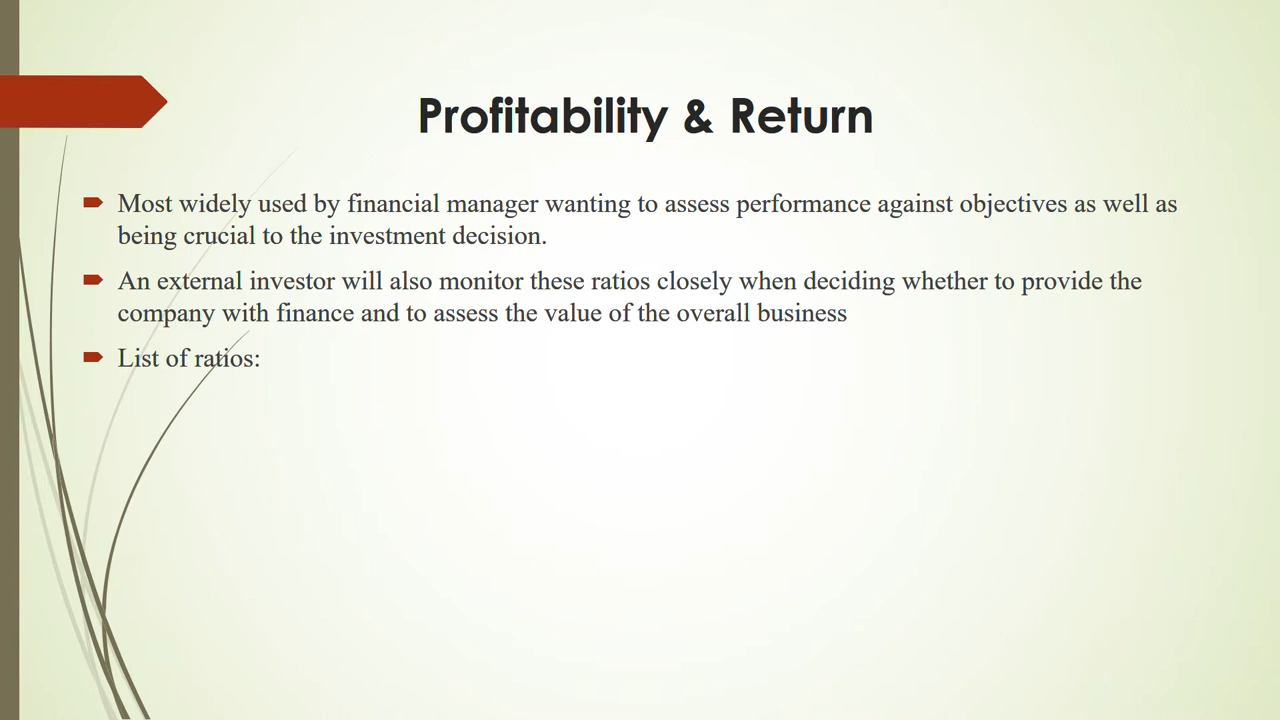 Profitability & Return
Most widely used by financial manager wanting to assess performance against objectives as well as
being crucial to the investment decision.
An external investor will also monitor these ratios closely when deciding whether to provide the
company with finance and to assess the value of the overall business
List of ratios: